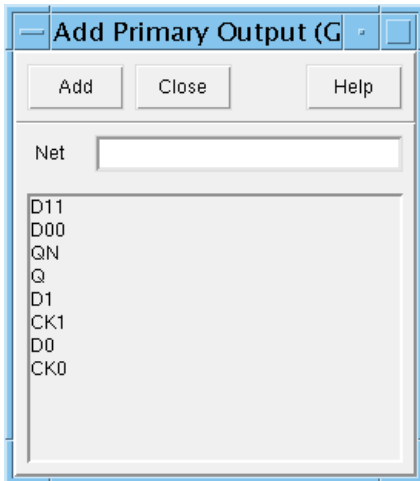 Add Primary Output (G
Add Close Help
Net
D11
D00
QN
Q
D1
CK1
D0
CK0